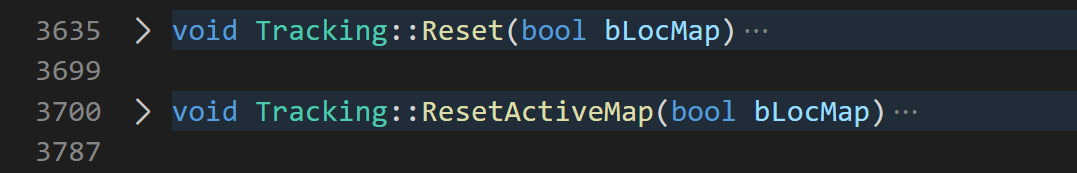 3635 > void Tracking::Reset(bool bLocMap)···
3699
3700 > void Tracking::ResetActiveMap(bool bLocMap)···
3787